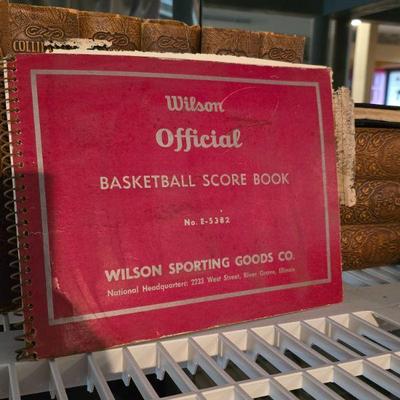 COLLI
Wilson
Official
BASKETBALL SCORE BOOK
No. E-5382
WILSON SPORTING GOODS CO.
National Headquarters: 2233 West Street, River Grove, Illinois